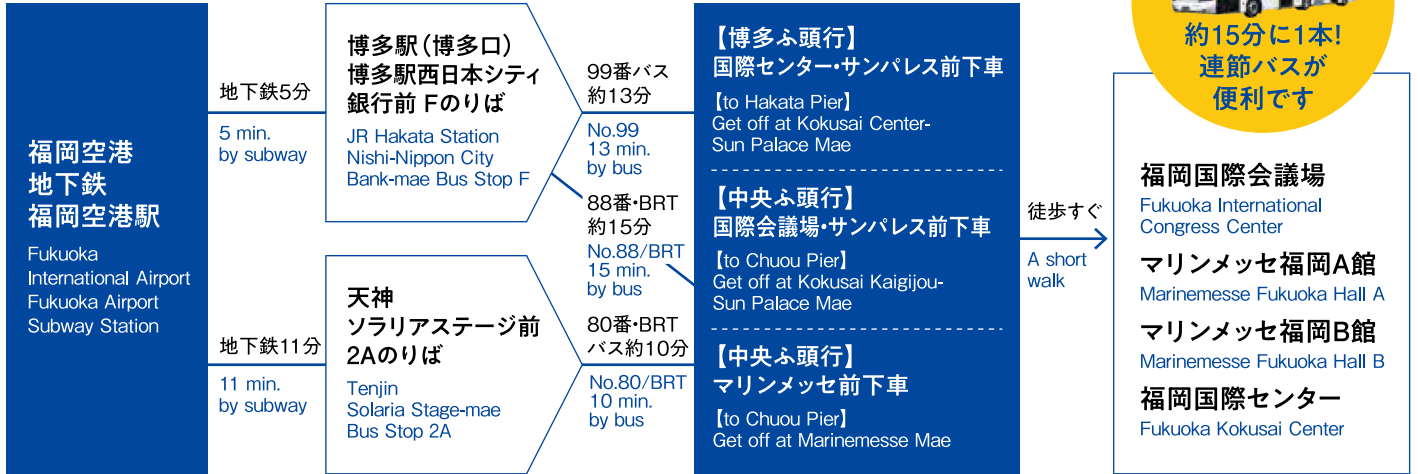 福岡空港
地下鉄
福岡空港駅
Fukuoka
International Airport
Fukuoka Airport
Subway Station
地下鉄5分
5 min.
by subway
地下鉄11分
11 min.
by subway
博多駅（博多口）
博多駅西日本シティ
銀行前 Fのりば
JR Hakata Station
Nishi-Nippon City
Bank-mae Bus Stop F
天神
ソラリアステージ前
2Aのりば
Tenjin
Solaria Stage-mae
Bus Stop 2A
99番バス
約13分
No.99
13 min.
by bus
88番・BRT
約15分
No.88/BRT
15 min.
by bus
80番・BRT
バス約10分
No.80/BRT
10 min.
by bus
【博多ふ頭行】
国際センター・サンパレス前下車
【to Hakata Pier】
Get off at Kokusai Center-
Sun Palace Mae
【中央ふ頭行】
国際会議場・サンパレス前下車
【to Chuou Pier】
Get off at Kokusai Kaigijou-
Sun Palace Mae
【中央ふ頭行】
マリンメッセ前下車
【to Chuou Pier】
Get off at Marinemesse Mae
徒歩すぐ
A short
walk
約15分に1本!
連節バスが
便利です
福岡国際会議場
Fukuoka International
Congress Center
マリンメッセ福岡A館
Marinemesse Fukuoka Hall A
マリンメッセ福岡B館
Marinemesse Fukuoka Hall B
福岡国際センター
Fukuoka Kokusai Center